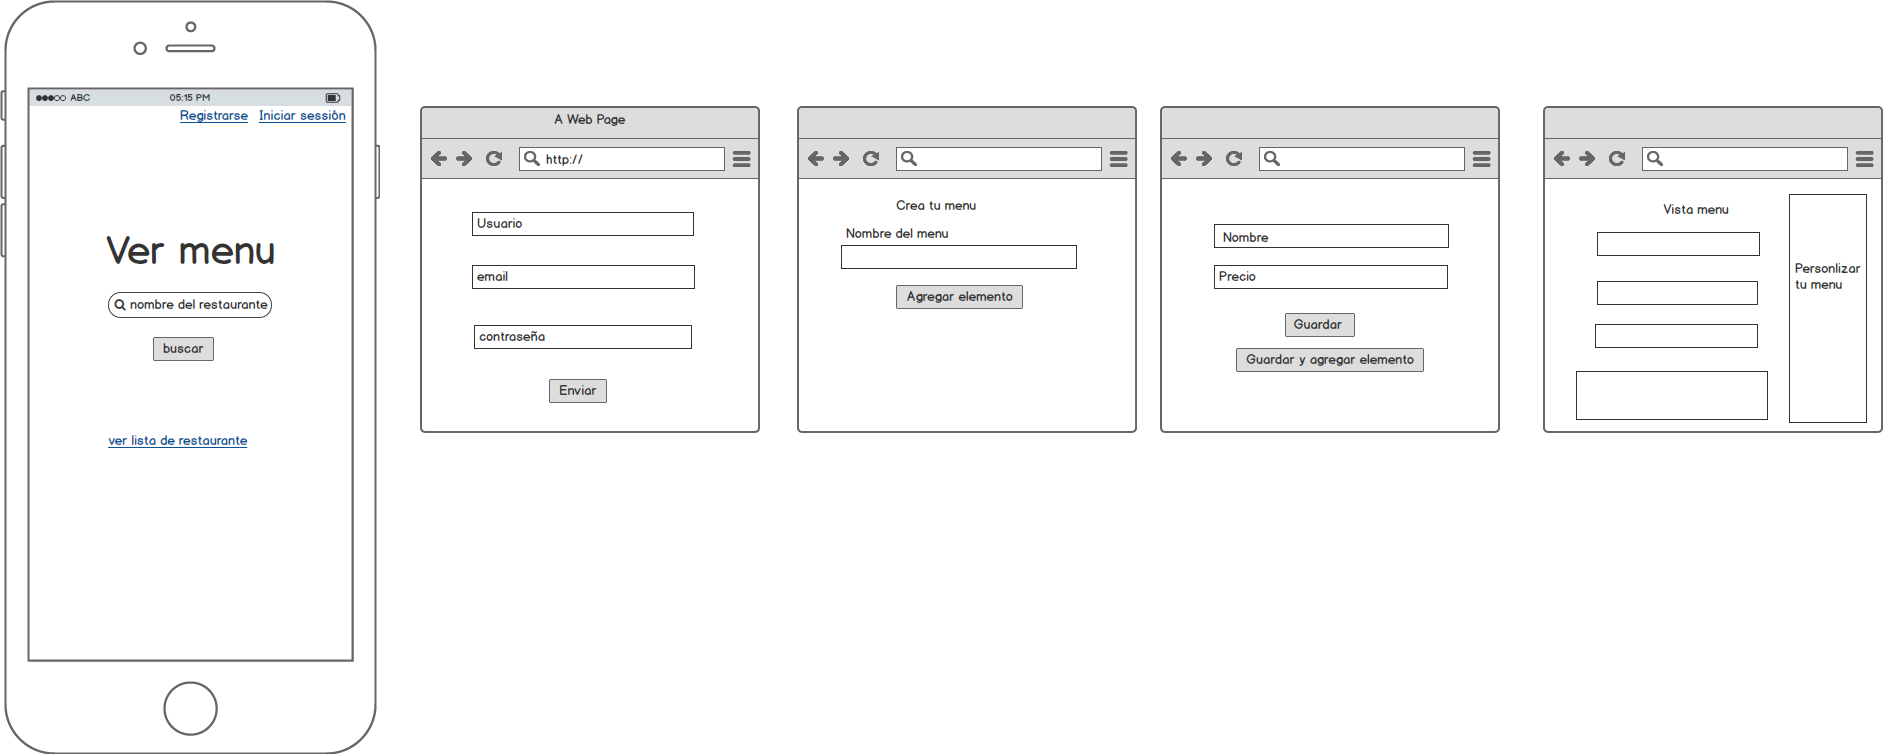 ABC
05:15 PM
Registrarse
Iniciar sessión
Ver menu
nombre del restaurante
buscar
ver lista de restaurante
A Web Page
http://
Usuario
email
contraseña
Enviar
Crea tu menu
Nombre del menu
Agregar elemento
Nombre
Precio
Guardar
Guardar y agregar elemento
Vista menu
Personlizar
tu menu